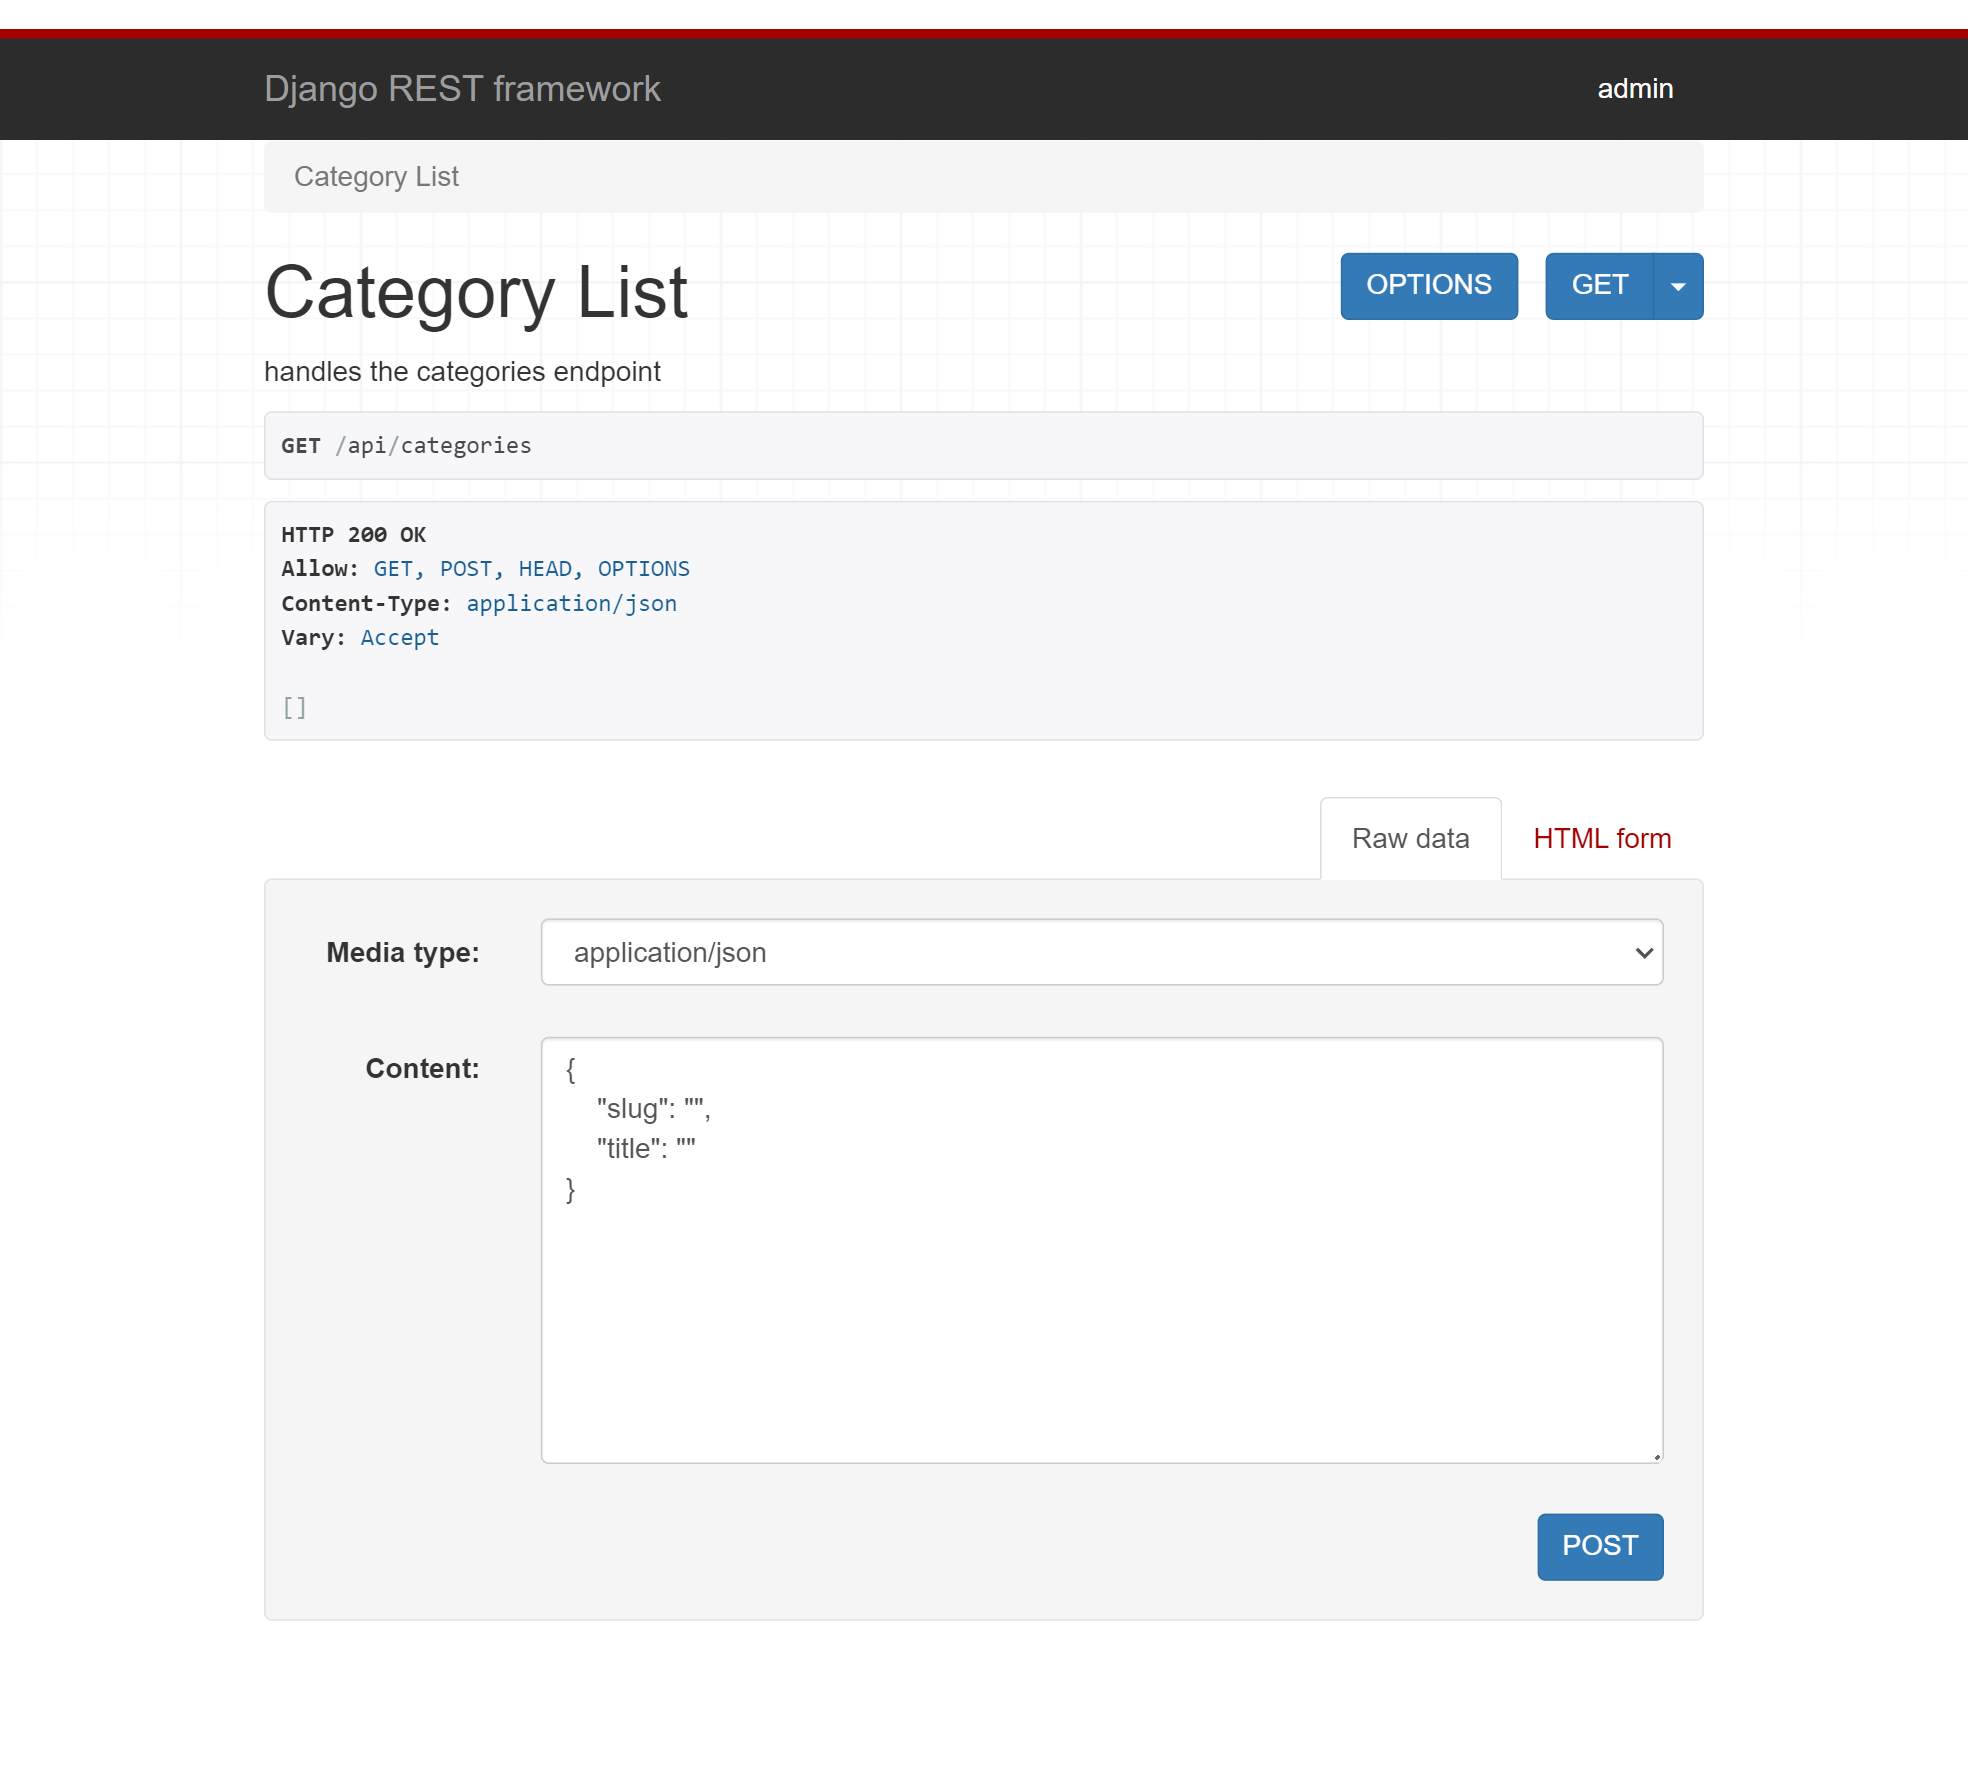 Django REST framework
admin
Category List
Category List
OPTIONS
GET
handles the categories endpoint
GET /api/categories
HTTP 200 OK
Allow: GET, POST, HEAD, OPTIONS
Content-Type: application/json
Vary: Accept
[]
Raw data
HTML form
Media type:
application/json
Content:
{
    "slug": "",
    "title": ""
}
POST